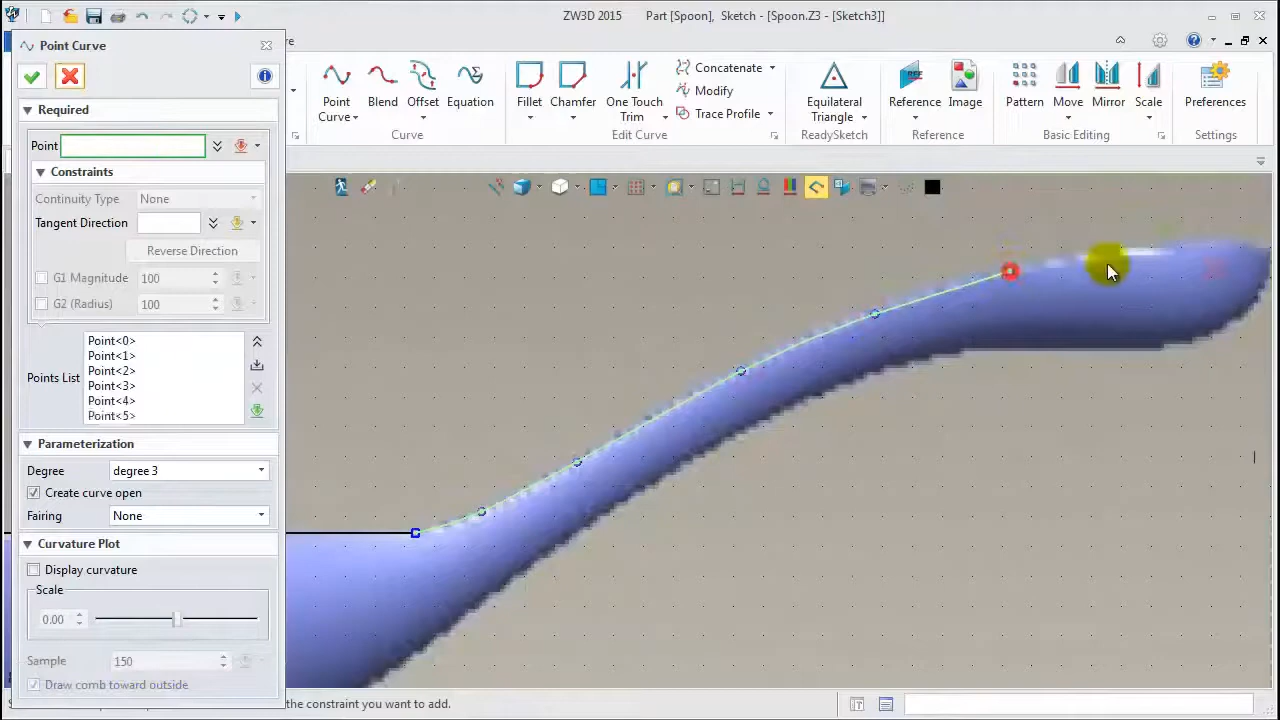 ZW3D 2015 Part [Spoon] Sketch - [Spoon.Z3 - [Sketch3]]
Point Curve
Required
Point
Constraints
Continuity Type None
Tangent Direction
Reverse Direction
G1 Magnitude 100
G2 (Radius) 100
Points List
Point<0>
Point<1>
Point<2>
Point<3>
Point<4>
Point<5>
Parameterization
Degree degree 3
Create curve open
Fairing None
Curvature Plot
Display curvature
Scale
0.00
Sample 150
Draw comb toward outside
Point Curve
Blend
Offset
Equation
Curve
Fillet
Chamfer
One Touch Trim
Concatenate
Modify
Trace Profile
Edit Curve
Equilateral Triangle
ReadySketch
Reference
Image
Reference
Pattern
Move
Mirror
Scale
Basic Editing
Preferences
Settings
the constraint you want to add.